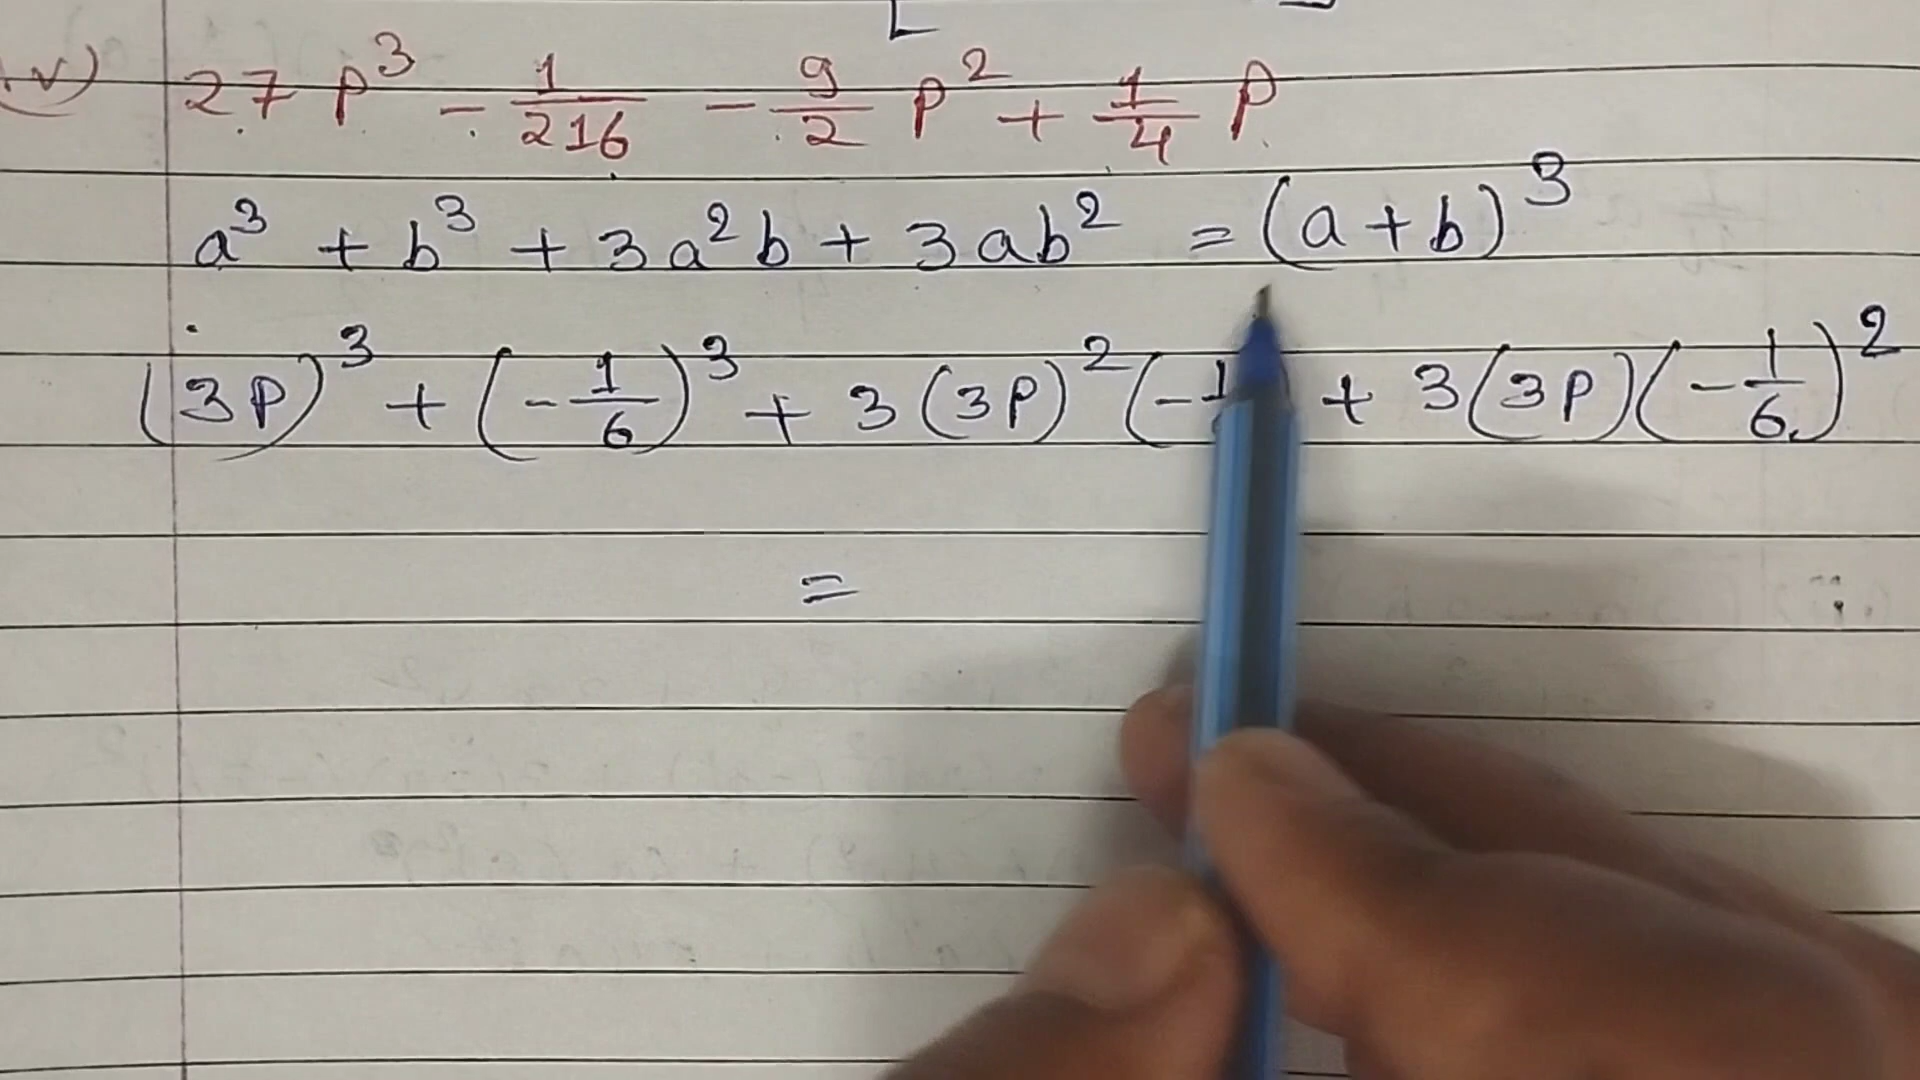 v) 27 p³ - 1/216 - 9/2 p² + 1/4 p
a³ + b³ + 3a²b + 3ab² = (a + b)³
(3p)³ + (-1/6)³ + 3(3p)²(-1 + 3(3p)(-1/6)²
=